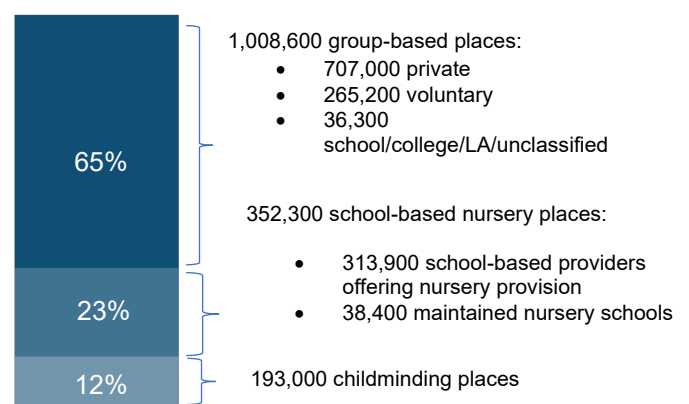 1,008,600 group-based places:
• 707,000 private
• 265,200 voluntary
• 36,300
school/college/LA/unclassified
65%
352,300 school-based nursery places:
• 313,900 school-based providers
offering nursery provision
• 38,400 maintained nursery schools
23%
193,000 childminding places
12%